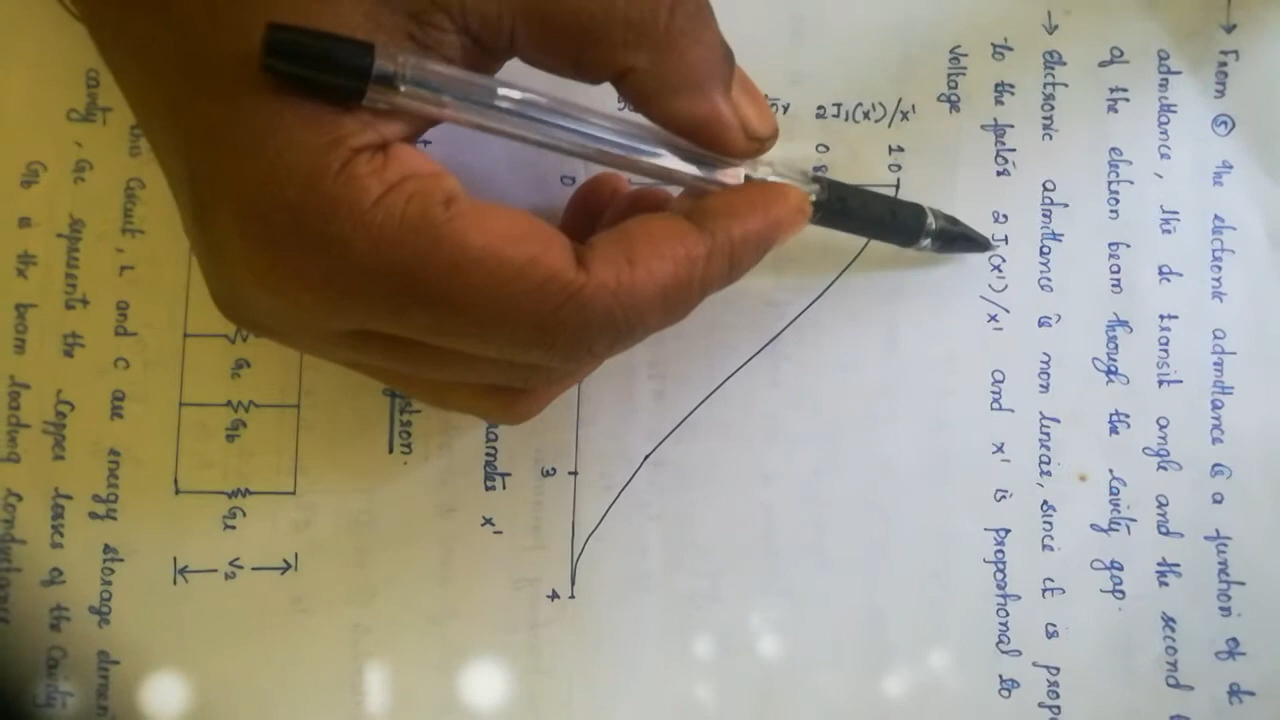 → From ⑤ the electronic admittance is a function of dc
admittance, the dc transit angle and the second
of the electron beam through the cavity gap.
→ Electronic admittance is non linear, since it is
to the factor 2J₁(x')/x' and x' is proportional to
Voltage
2J₁(x')/x'
1.0
0.8
0
3
4
x'
Gc
Gb
Gl
V2
this circuit, L and C are energy storage
cavity, Gc represents the copper losses of the cavity
Gb is the beam loading conductance